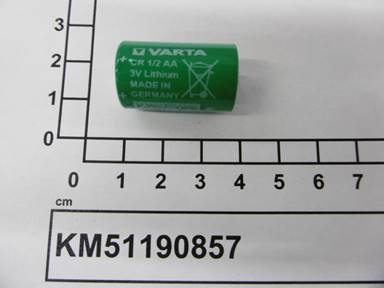 VARTA
CR 1/2 AA
3V Lithium
MADE IN
GERMANY
+
+
3
2
1
0
0 1 2 3 4 5 6 7
cm
KM51190857